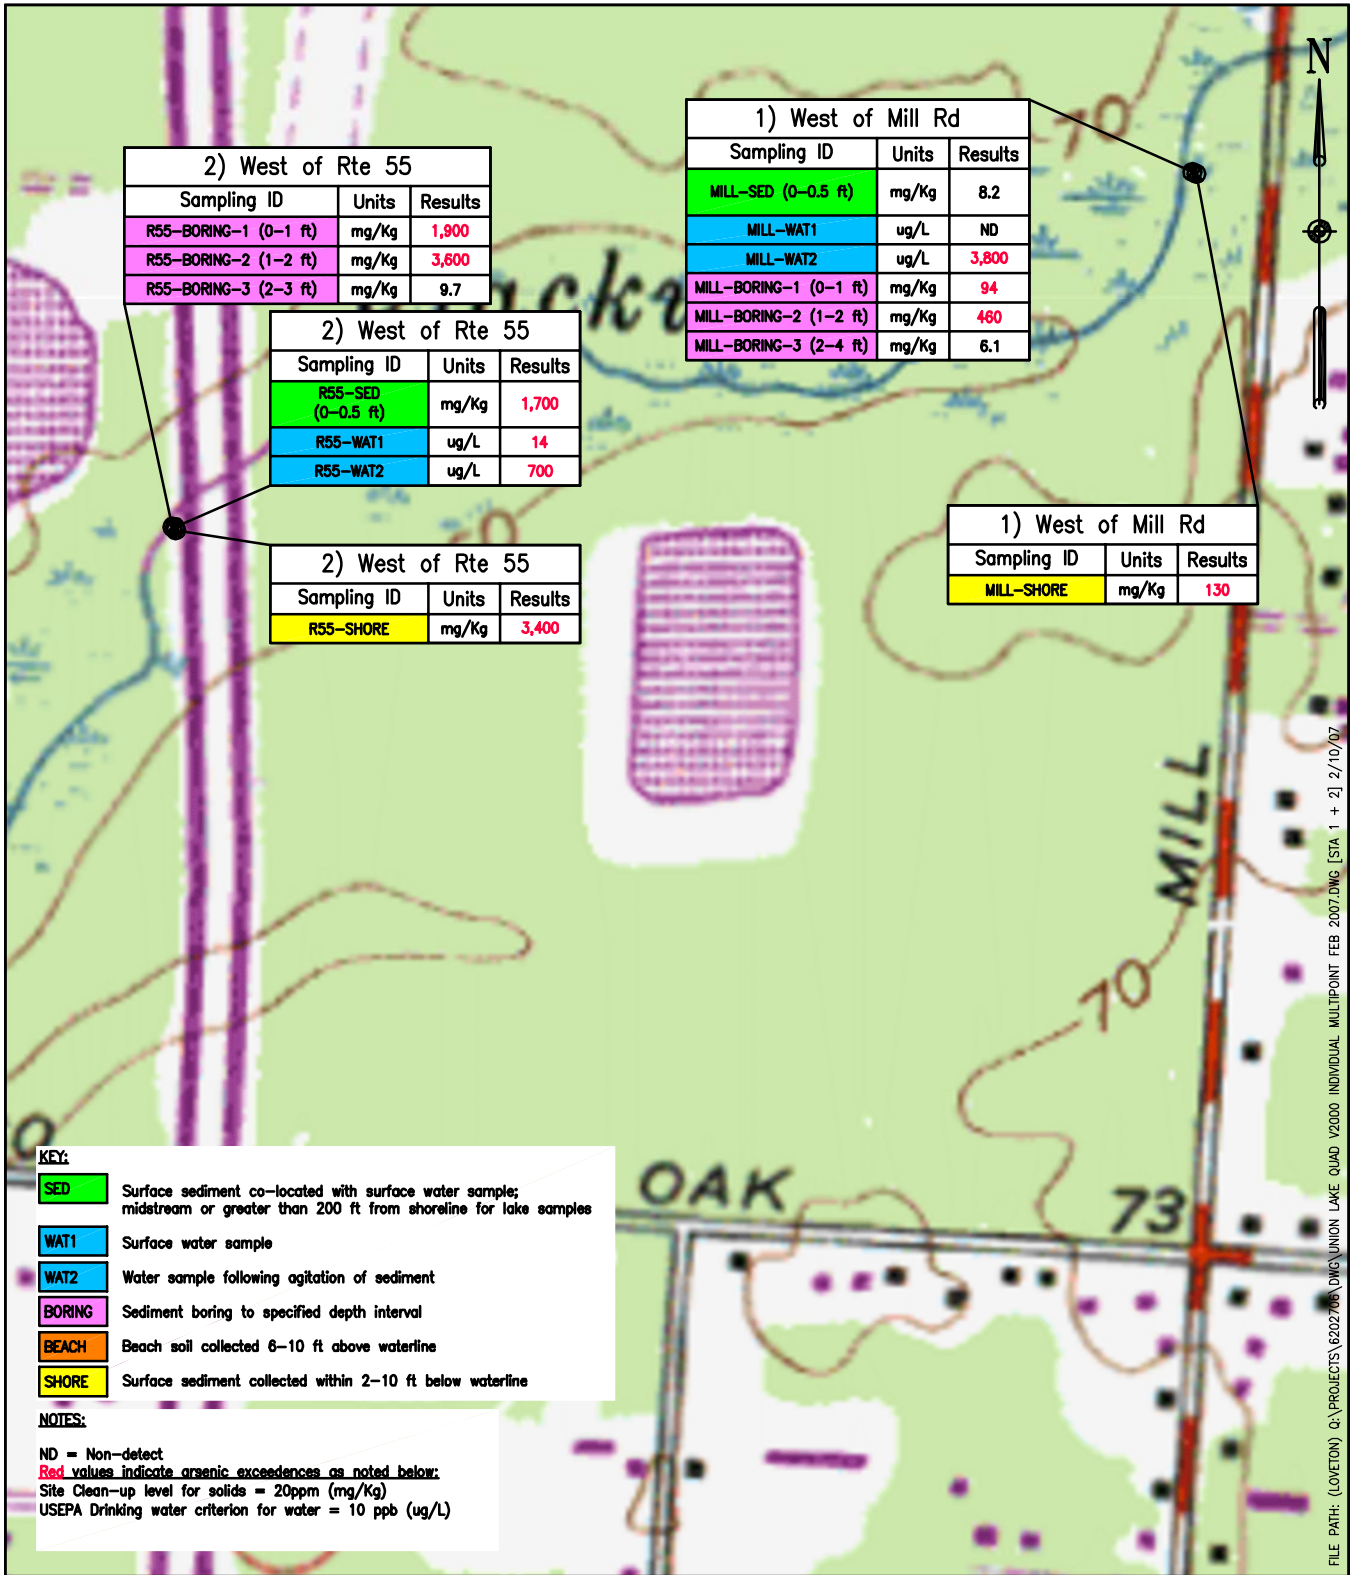 N
70
1) West of Mill Rd
Sampling ID Units Results
MILL-SED (0-0.5 ft) mg/Kg 8.2
MILL-WAT1 ug/L ND
MILL-WAT2 ug/L 3,800
MILL-BORING-1 (0-1 ft) mg/Kg 94
MILL-BORING-2 (1-2 ft) mg/Kg 460
MILL-BORING-3 (2-4 ft) mg/Kg 6.1
2) West of Rte 55
Sampling ID Units Results
R55-BORING-1 (0-1 ft) mg/Kg 1,900
R55-BORING-2 (1-2 ft) mg/Kg 3,600
R55-BORING-3 (2-3 ft) mg/Kg 9.7
2) West of Rte 55
Sampling ID Units Results
R55-SED
(0-0.5 ft) mg/Kg 1,700
R55-WAT1 ug/L 14
R55-WAT2 ug/L 700
2) West of Rte 55
Sampling ID Units Results
R55-SHORE mg/Kg 3,400
1) West of Mill Rd
Sampling ID Units Results
MILL-SHORE mg/Kg 130
MILL
70
OAK
73
KEY:
SED Surface sediment co-located with surface water sample;
midstream or greater than 200 ft from shoreline for lake samples
WAT1 Surface water sample
WAT2 Water sample following agitation of sediment
BORING Sediment boring to specified depth interval
BEACH Beach soil collected 6-10 ft above waterline
SHORE Surface sediment collected within 2-10 ft below waterline
NOTES:
ND = Non-detect
Red values indicate arsenic exceedences as noted below:
Site Clean-up level for solids = 20ppm (mg/Kg)
USEPA Drinking water criterion for water = 10 ppb (ug/L)
FILE PATH: (LOVETON) Q:\PROJECTS\6202706\DWG\UNION LAKE QUAD V2000 INDIVIDUAL MULTIPOINT FEB 2007.DWG [STA 1 + 2] 2/10/07